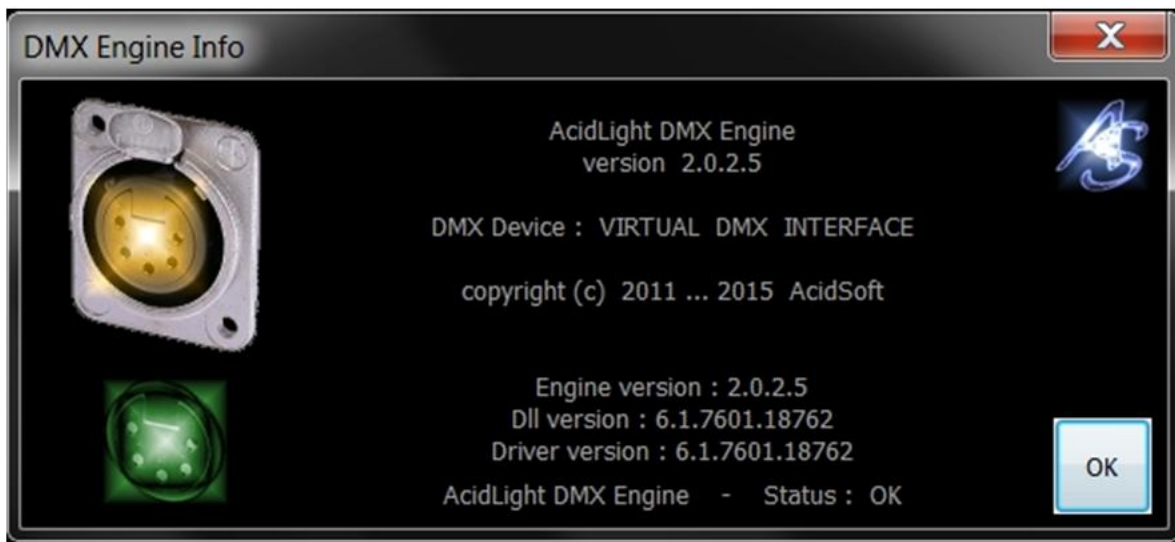 DMX Engine Info
X
AcidLight DMX Engine
version 2.0.2.5
DMX Device : VIRTUAL DMX INTERFACE
copyright (c) 2011 ... 2015 AcidSoft
Engine version : 2.0.2.5
Dll version : 6.1.7601.18762
Driver version : 6.1.7601.18762
AcidLight DMX Engine - Status : OK
AS
OK